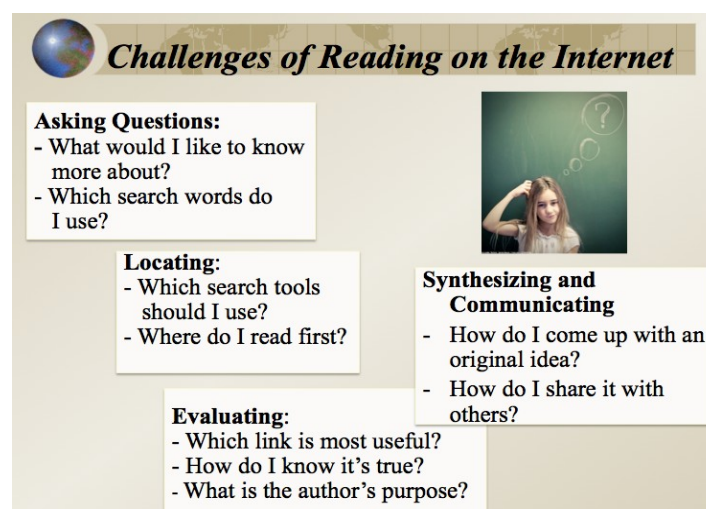 Challenges of Reading on the Internet
Asking Questions:
- What would I like to know
more about?
- Which search words do
I use?
?
Locating:
- Which search tools
should I use?
- Where do I read first?
Synthesizing and
Communicating
- How do I come up with an
original idea?
- How do I share it with
others?
Evaluating:
- Which link is most useful?
- How do I know it’s true?
- What is the author’s purpose?